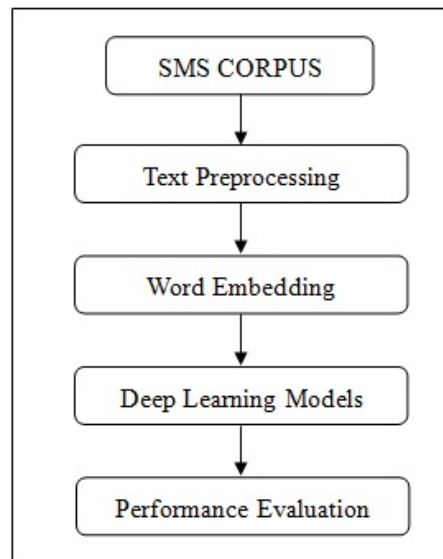 SMS CORPUS
Text Preprocessing
Word Embedding
Deep Learning Models
Performance Evaluation